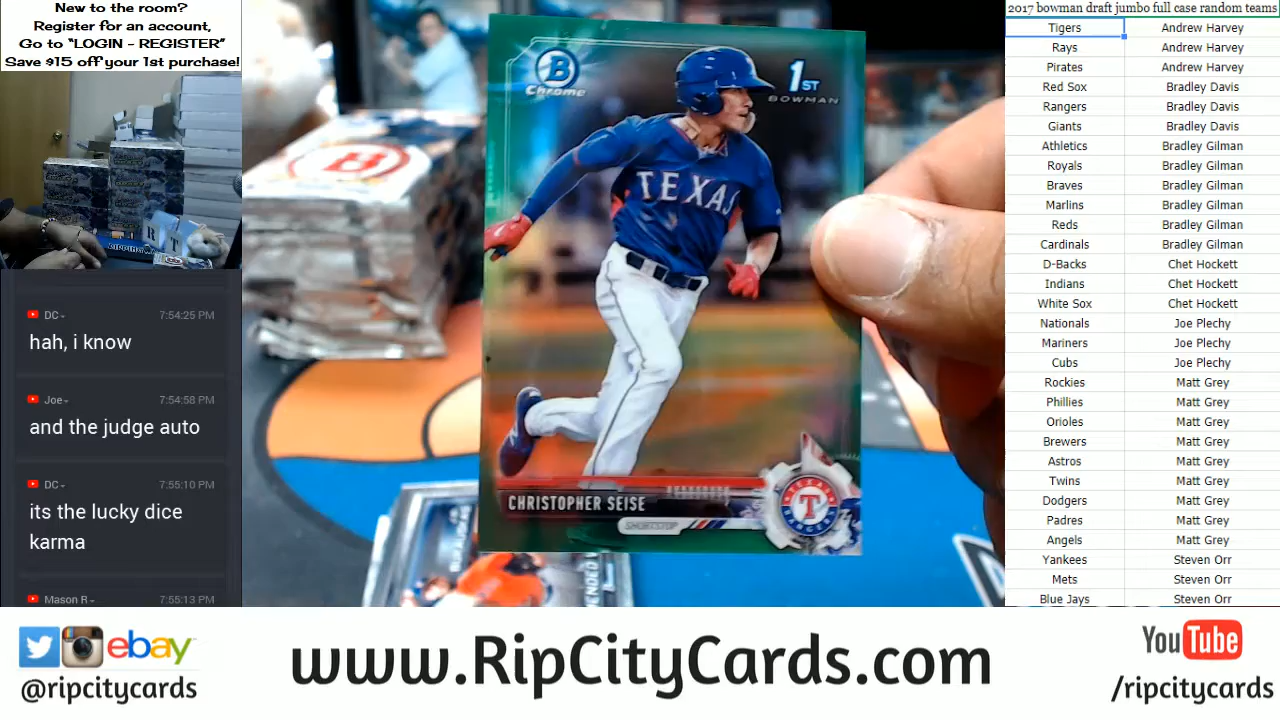 New to the room?
Register for an account,
Go to "LOGIN - REGISTER"
Save $15 off your 1st purchase!
DC
7:54:25 PM
hah, i know
Joe
7:54:58 PM
and the judge auto
DC
7:55:10 PM
its the lucky dice
karma
Mason R
7:55:13 PM
RIPPING
R T
B
B
Chrome
1ST
BOWMAN
TEXAS
CHRISTOPHER SEISE
SHORTSTOP
TEXAS
T
RANGERS
2017 bowman draft jumbo full case random teams
Tigers Andrew Harvey
Rays Andrew Harvey
Pirates Andrew Harvey
Red Sox Bradley Davis
Rangers Bradley Davis
Giants Bradley Davis
Athletics Bradley Gilman
Royals Bradley Gilman
Braves Bradley Gilman
Marlins Bradley Gilman
Reds Bradley Gilman
Cardinals Bradley Gilman
D-Backs Chet Hockett
Indians Chet Hockett
White Sox Chet Hockett
Nationals Joe Plechy
Mariners Joe Plechy
Cubs Joe Plechy
Rockies Matt Grey
Phillies Matt Grey
Orioles Matt Grey
Brewers Matt Grey
Astros Matt Grey
Twins Matt Grey
Dodgers Matt Grey
Padres Matt Grey
Angels Matt Grey
Yankees Steven Orr
Mets Steven Orr
Blue Jays Steven Orr
ebay
@ripcitycards
www.RipCityCards.com
YouTube
/ripcitycards